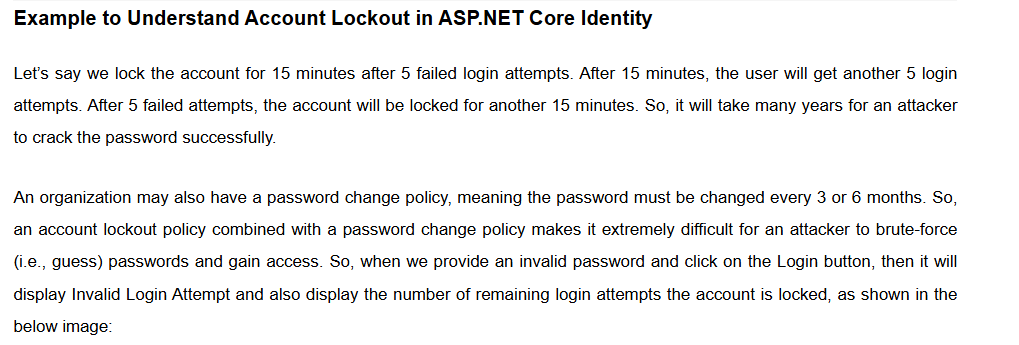 Example to Understand Account Lockout in ASP.NET Core Identity
Let's say we lock the account for 15 minutes after 5 failed login attempts. After 15 minutes, the user will get another 5 login
attempts. After 5 failed attempts, the account will be locked for another 15 minutes. So, it will take many years for an attacker
to crack the password successfully.
An organization may also have a password change policy, meaning the password must be changed every 3 or 6 months. So,
an account lockout policy combined with a password change policy makes it extremely difficult for an attacker to brute-force
(i.e., guess) passwords and gain access. So, when we provide an invalid password and click on the Login button, then it will
display Invalid Login Attempt and also display the number of remaining login attempts the account is locked, as shown in the
below image: